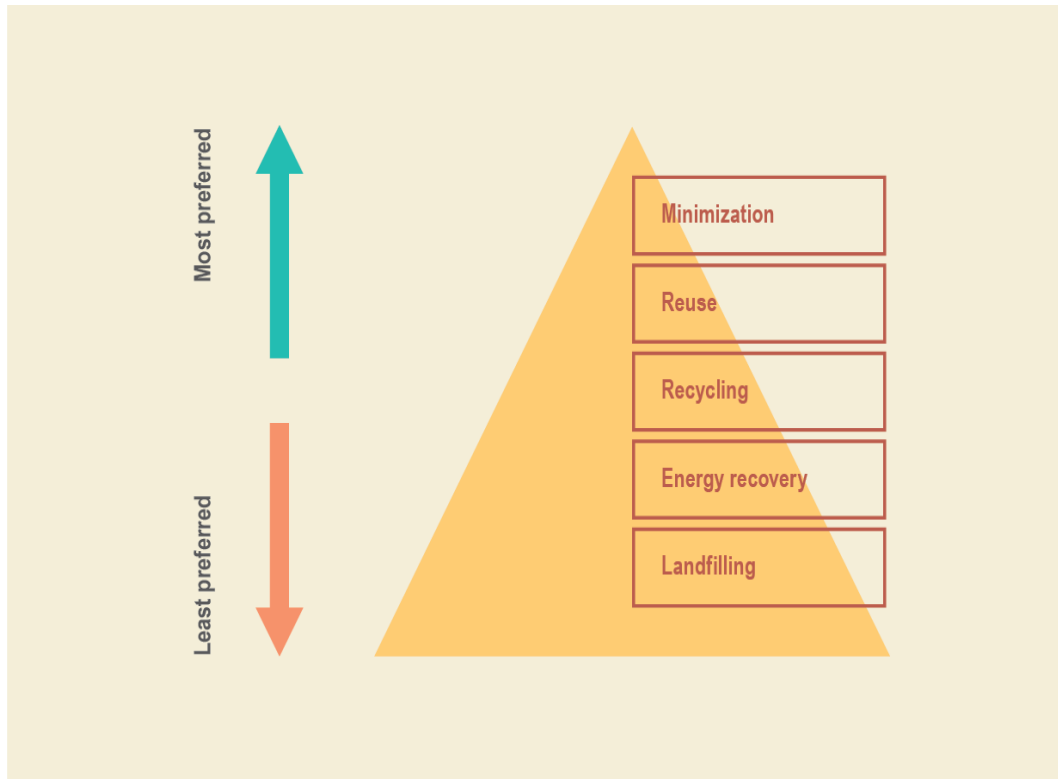 Most preferred
Least preferred
Minimization
Reuse
Recycling
Energy recovery
Landfilling